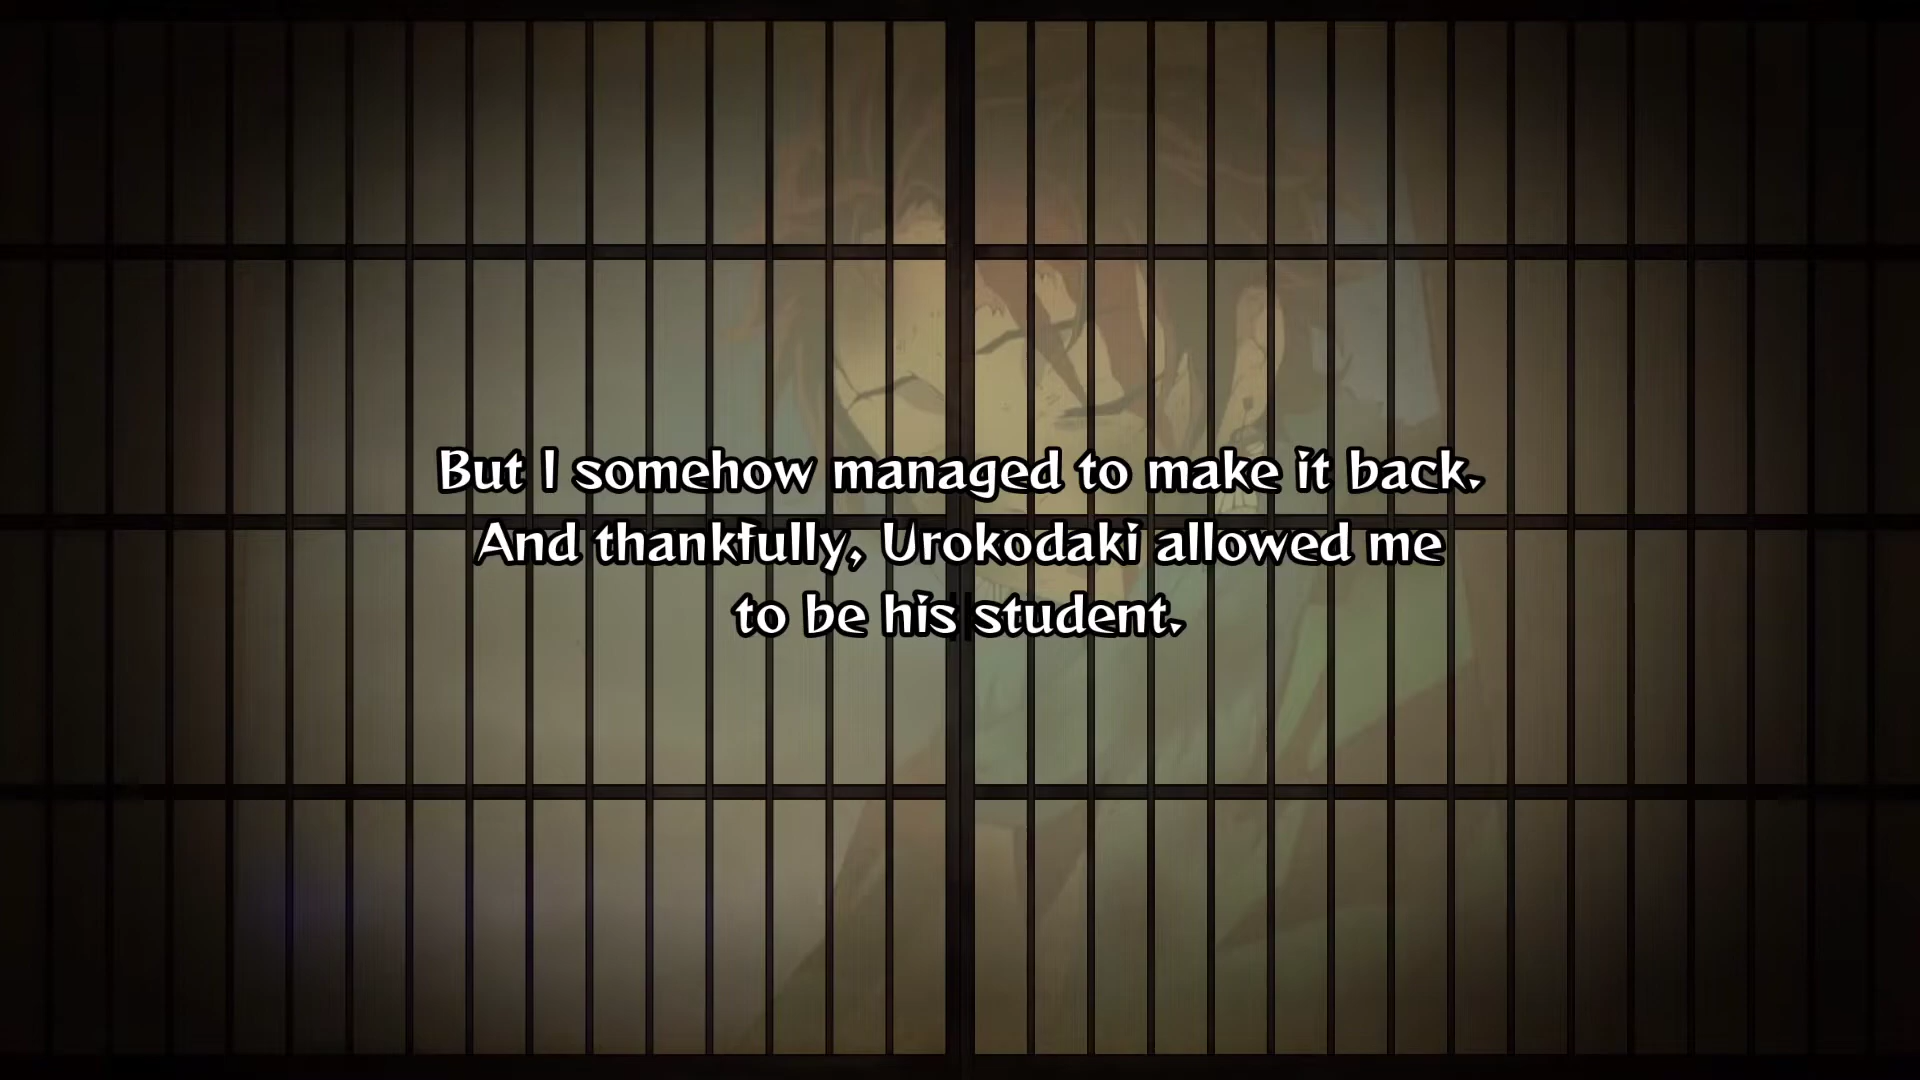 But I somehow managed to make it back.
And thankfully, Urokodaki allowed me
to be his student.